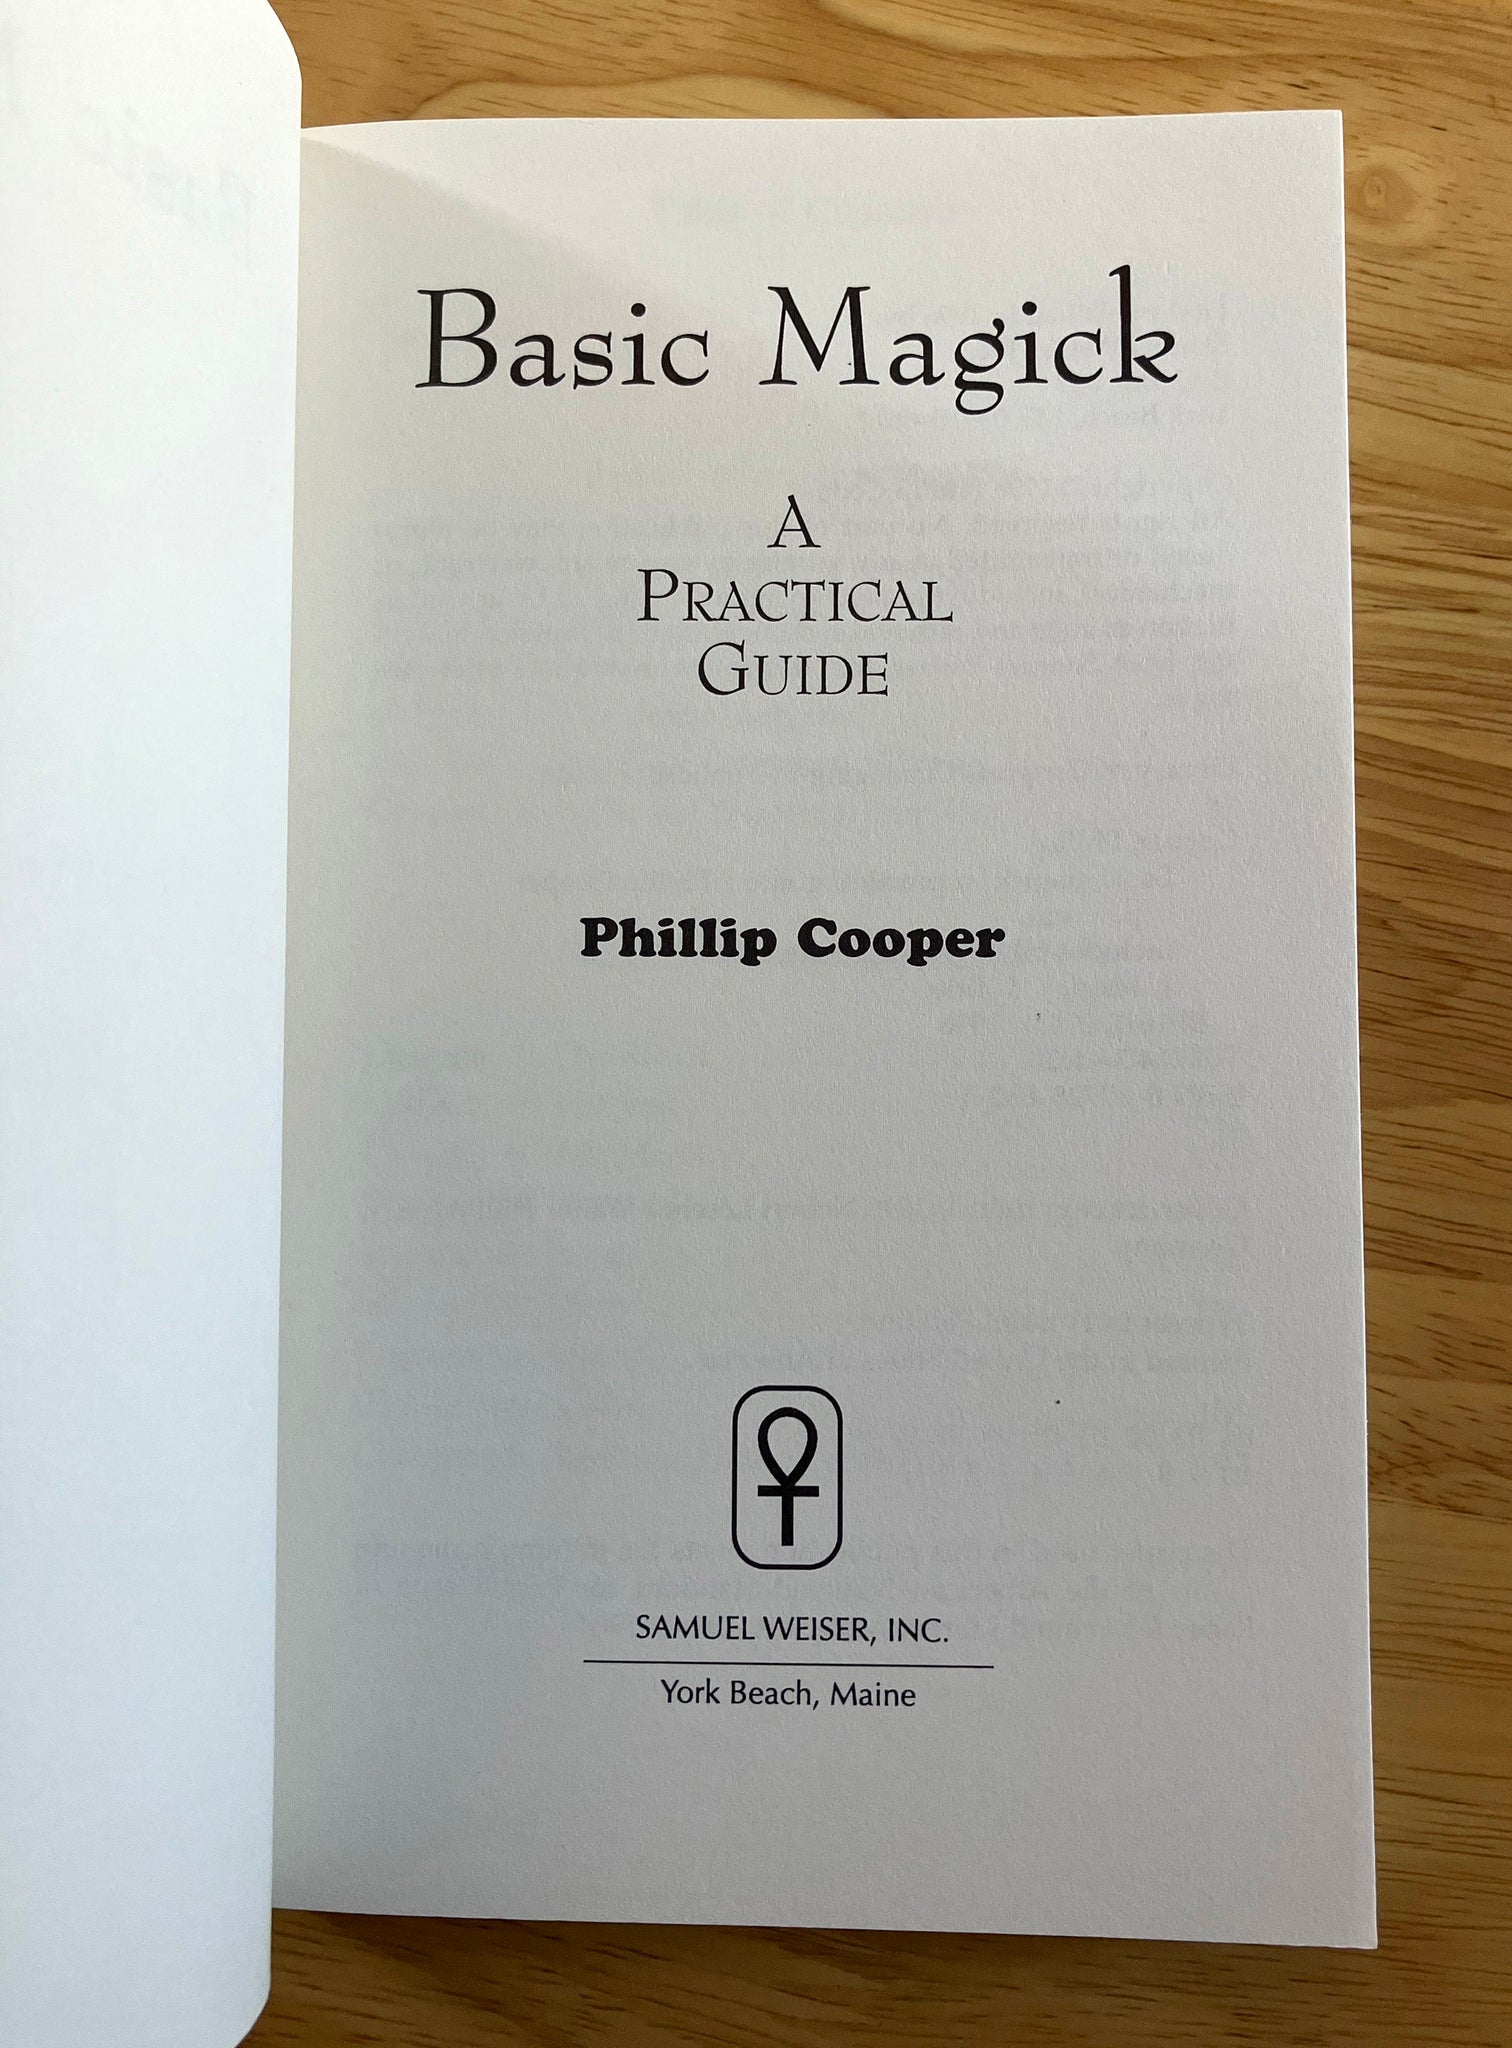 Basic Magick
A
PRACTICAL
GUIDE
Phillip Cooper
SAMUEL WEISER, INC.
York Beach, Maine